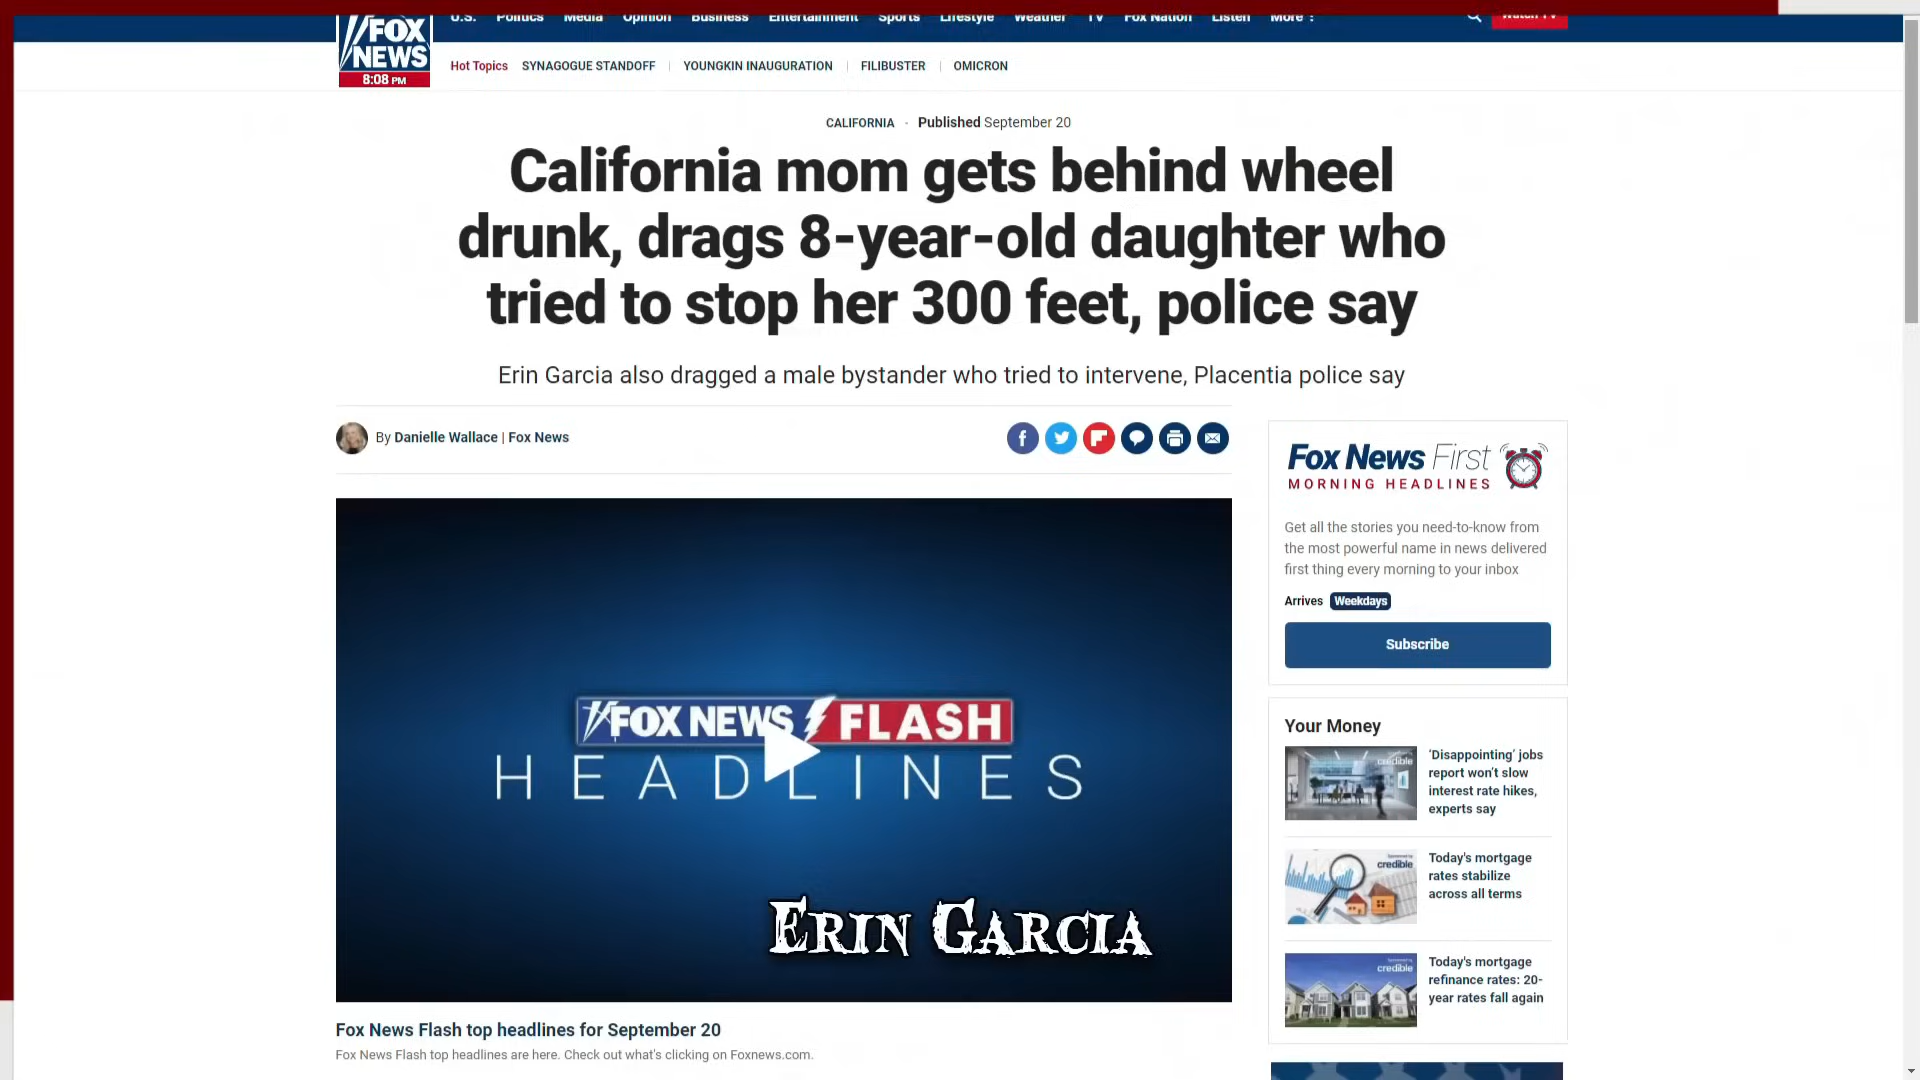 U.S. Politics Media Opinion Business Entertainment Sports Lifestyle Weather TV Fox Nation Listen More
Watch TV
FOX
NEWS
8:08 PM
Hot Topics SYNAGOGUE STANDOFF YOUNGKIN INAUGURATION FILIBUSTER OMICRON
CALIFORNIA · Published September 20
California mom gets behind wheel
drunk, drags 8-year-old daughter who
tried to stop her 300 feet, police say
Erin Garcia also dragged a male bystander who tried to intervene, Placentia police say
By Danielle Wallace | Fox News
FOX NEWS FLASH
HEADLINES
ERIN GARCIA
Fox News Flash top headlines for September 20
Fox News Flash top headlines are here. Check out what's clicking on Foxnews.com.
Fox News First
MORNING HEADLINES
Get all the stories you need-to-know from
the most powerful name in news delivered
first thing every morning to your inbox
Arrives Weekdays
Subscribe
Your Money
credible
‘Disappointing’ jobs
report won’t slow
interest rate hikes,
experts say
credible
Today's mortgage
rates stabilize
across all terms
credible
Today's mortgage
refinance rates: 20-
year rates fall again